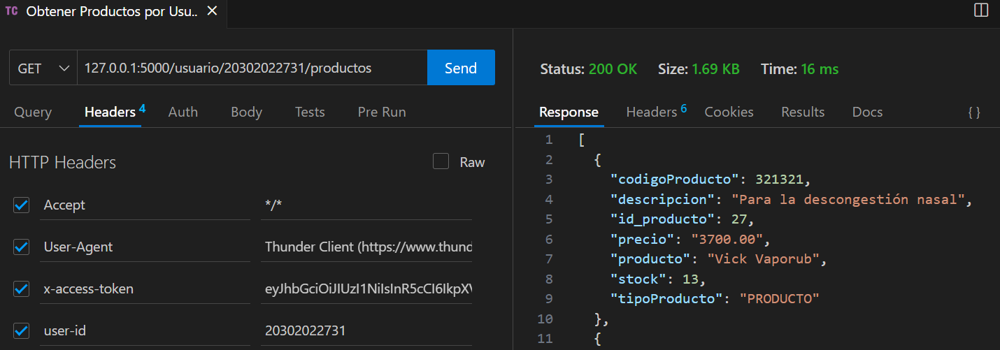 TC Obtener Productos por Usu.. ×
GET 127.0.0.1:5000/usuario/20302022731/productos Send
Query Headers 4 Auth Body Tests Pre Run
HTTP Headers Raw
Accept */*
User-Agent Thunder Client (https://www.thund
x-access-token eyJhbGciOiJIUzI1NiIsInR5cCI6IkpXV
user-id 20302022731
Status: 200 OK Size: 1.69 KB Time: 16 ms
Response Headers 6 Cookies Results Docs { }
1 [
2 {
3 "codigoProducto": 321321,
4 "descripcion": "Para la descongestión nasal",
5 "id_producto": 27,
6 "precio": "3700.00",
7 "producto": "Vick Vaporub",
8 "stock": 13,
9 "tipoProducto": "PRODUCTO"
10 },
11 {